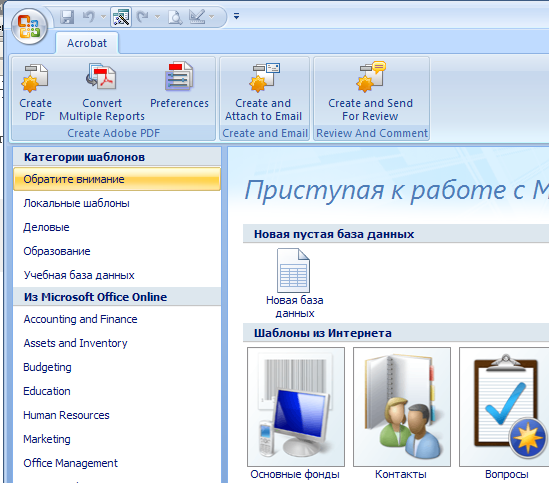 Acrobat
Create
PDF
Convert
Multiple Reports
Preferences
Create Adobe PDF
Create and
Attach to Email
Create and Email
Create and Send
For Review
Review And Comment
Категории шаблонов
Обратите внимание
Локальные шаблоны
Деловые
Образование
Учебная база данных
Из Microsoft Office Online
Accounting and Finance
Assets and Inventory
Budgeting
Education
Human Resources
Marketing
Office Management
Приступая к работе с M
Новая пустая база данных
Новая база
данных
Шаблоны из Интернета
Основные фонды
Контакты
Вопросы